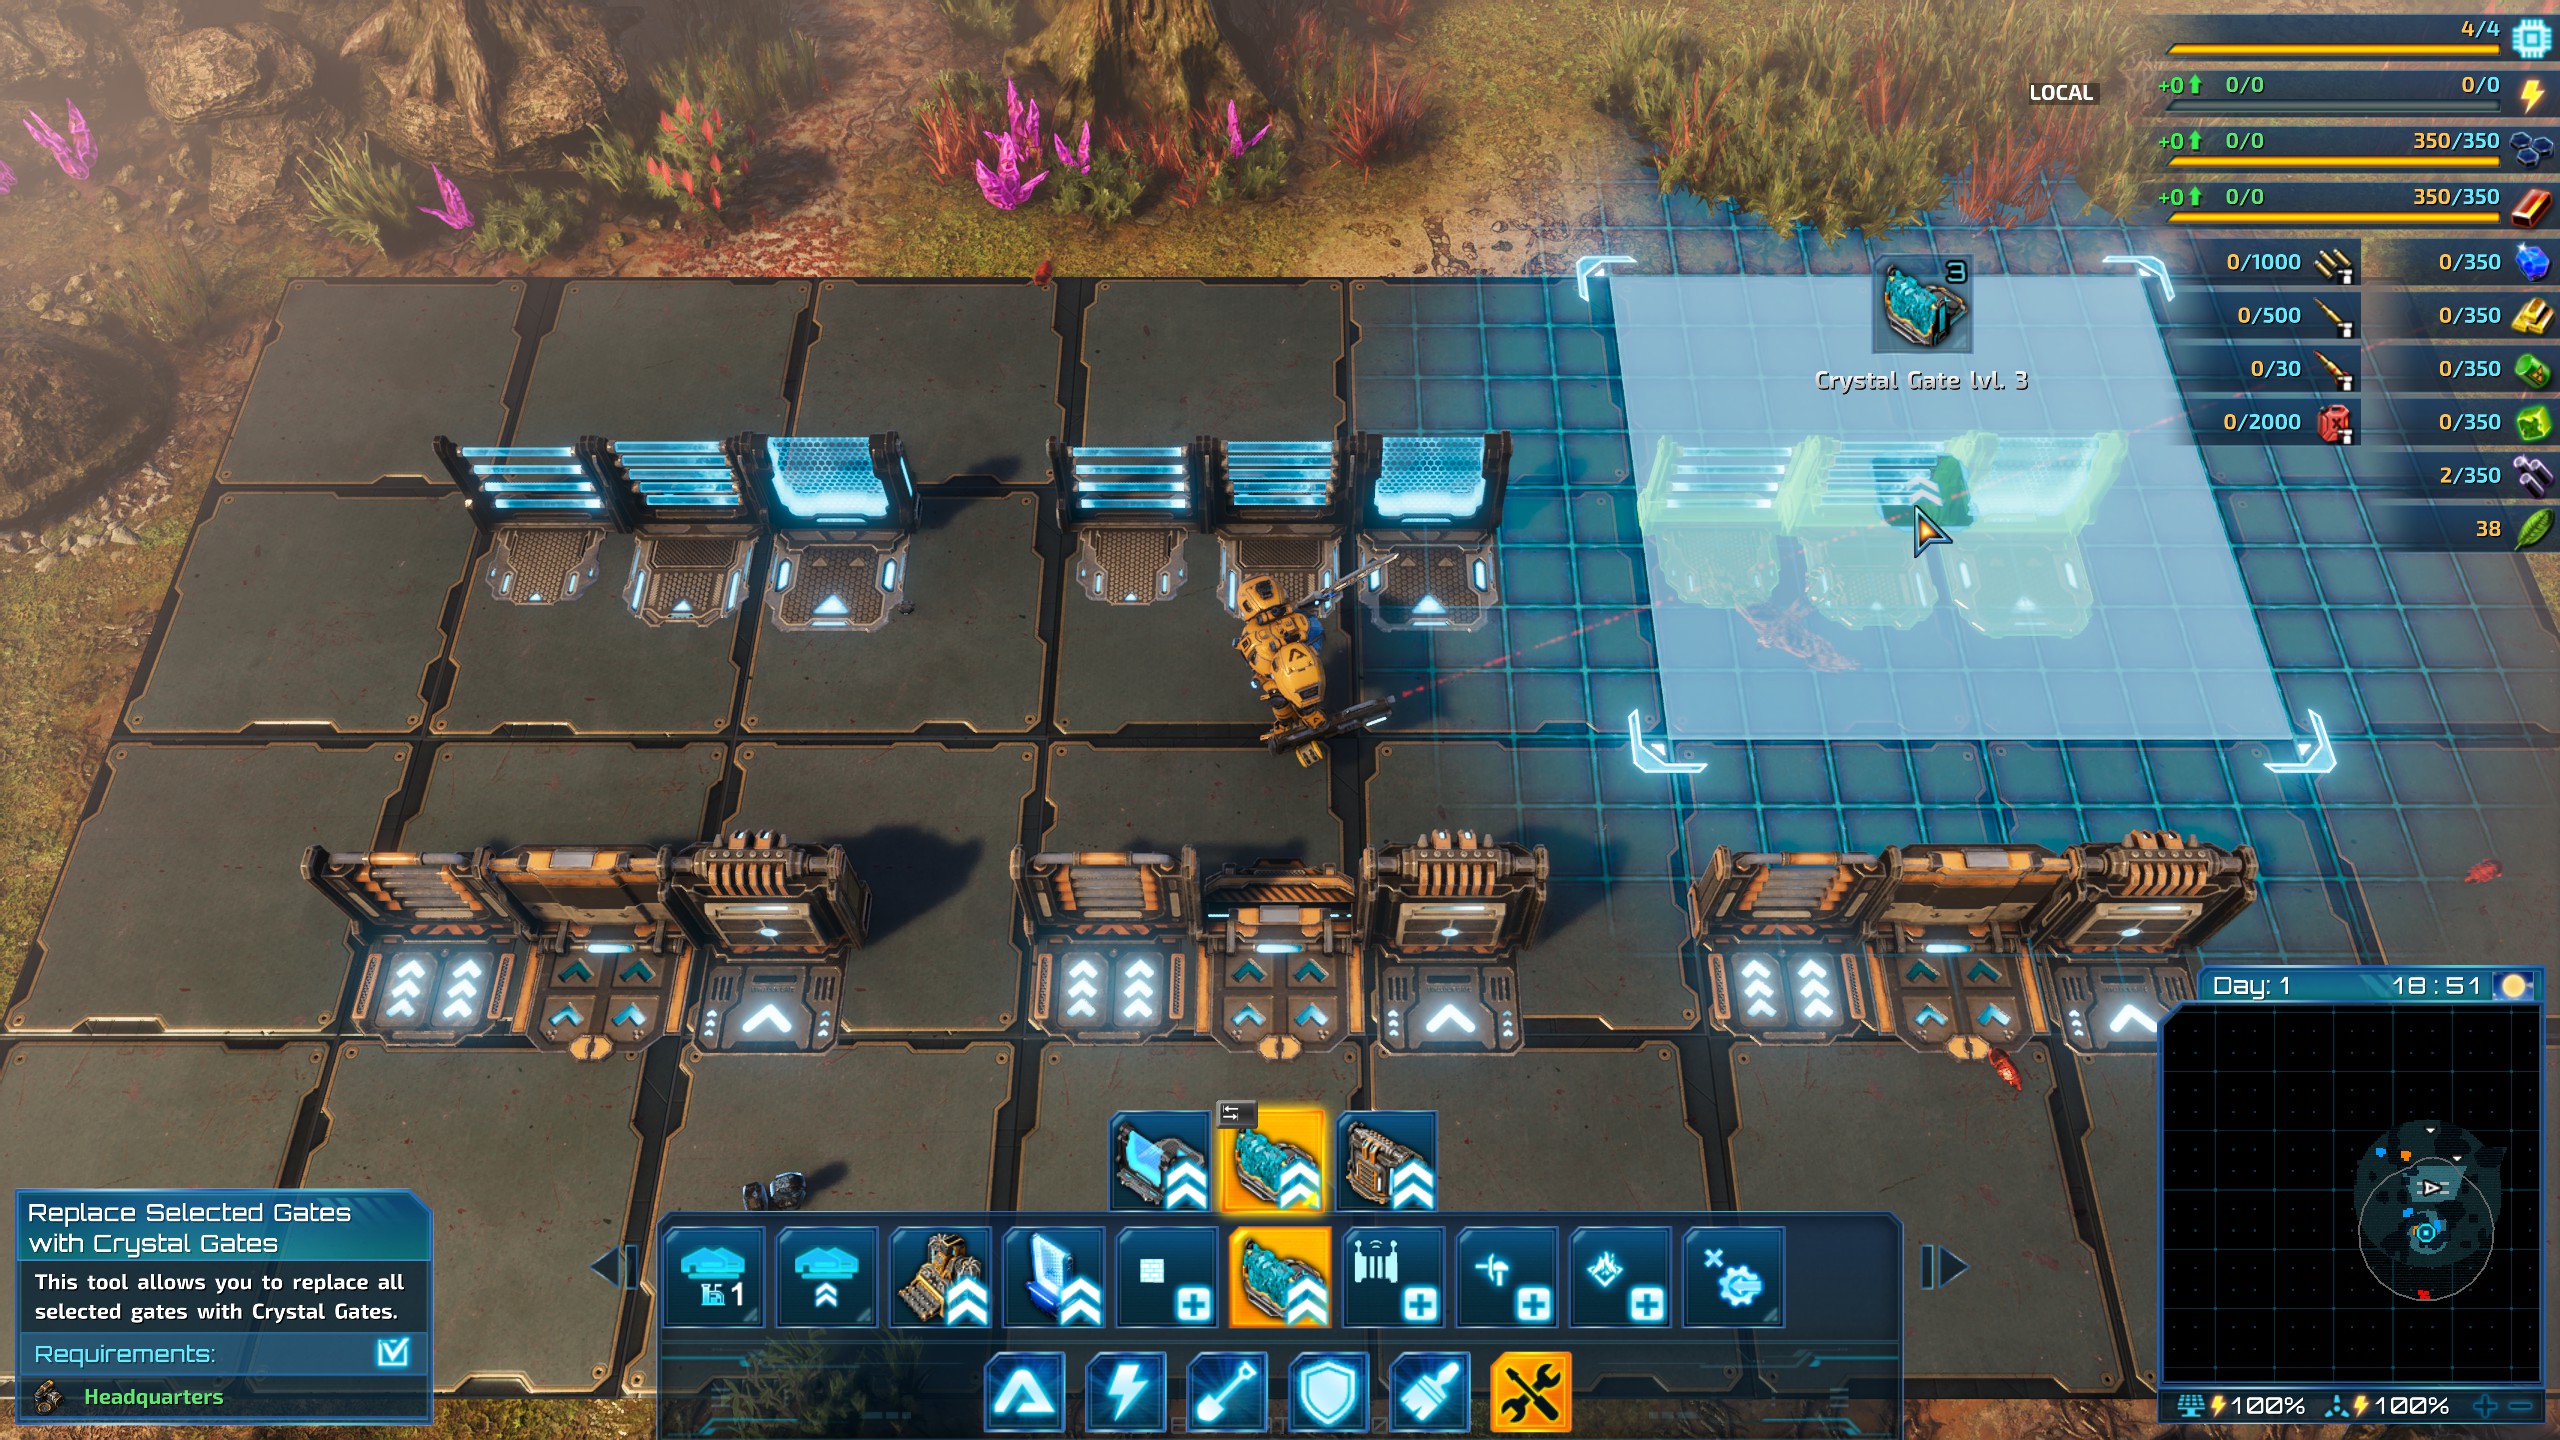 4/4
LOCAL
+0 0/0 0/0
+0 0/0 350/350
+0 0/0 350/350
0/1000 0/350
0/500 0/350
0/30 0/350
0/2000 0/350
2/350
38
3
Crystal Gate lvl. 3
Day: 1 18:51
Replace Selected Gates
with Crystal Gates
This tool allows you to replace all
selected gates with Crystal Gates.
Requirements:
Headquarters
1
100% 100%